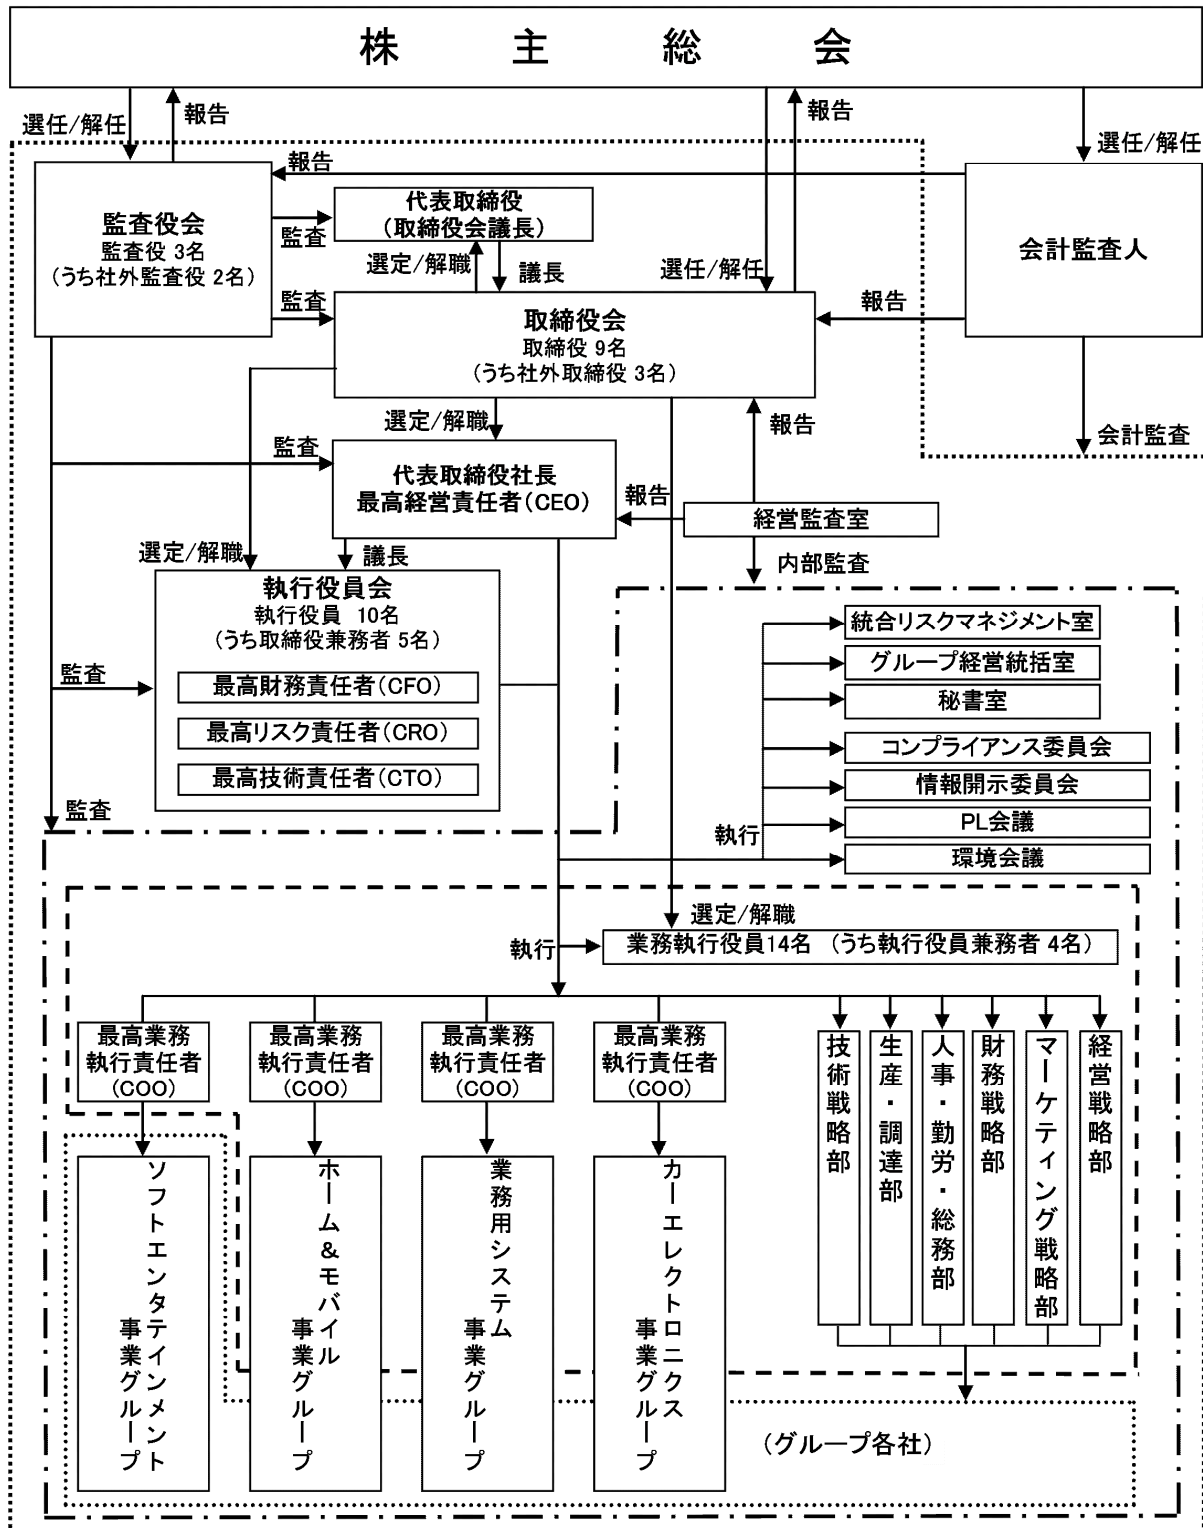 株主総会
選任/解任
報告
選任/解任
報告
選任/解任
報告
監査役会
監査役 3名
(うち社外監査役 2名)
監査
代表取締役
(取締役会議長)
会計監査人
選定/解職
議長
監査
取締役会
取締役 9名
(うち社外取締役 3名)
報告
選定/解職
報告
会計監査
監査
代表取締役社長
最高経営責任者(CEO)
報告
経営監査室
選定/解職
議長
内部監査
執行役員会
執行役員 10名
(うち取締役兼務者 5名)
監査
最高財務責任者(CFO)
最高リスク責任者(CRO)
最高技術責任者(CTO)
監査
統合リスクマネジメント室
グループ経営統括室
秘書室
コンプライアンス委員会
情報開示委員会
PL会議
執行
環境会議
選定/解職
執行
業務執行役員14名 (うち執行役員兼務者 4名)
最高業務
執行責任者
(COO)
最高業務
執行責任者
(COO)
最高業務
執行責任者
(COO)
最高業務
執行責任者
(COO)
技術戦略部
生産・調達部
人事・勤労・総務部
財務戦略部
マーケティング戦略部
経営戦略部
ソフトエンタテインメント
事業グループ
ホーム&モバイル
事業グループ
業務用システム
事業グループ
カーエレクトロニクス
事業グループ
(グループ各社)